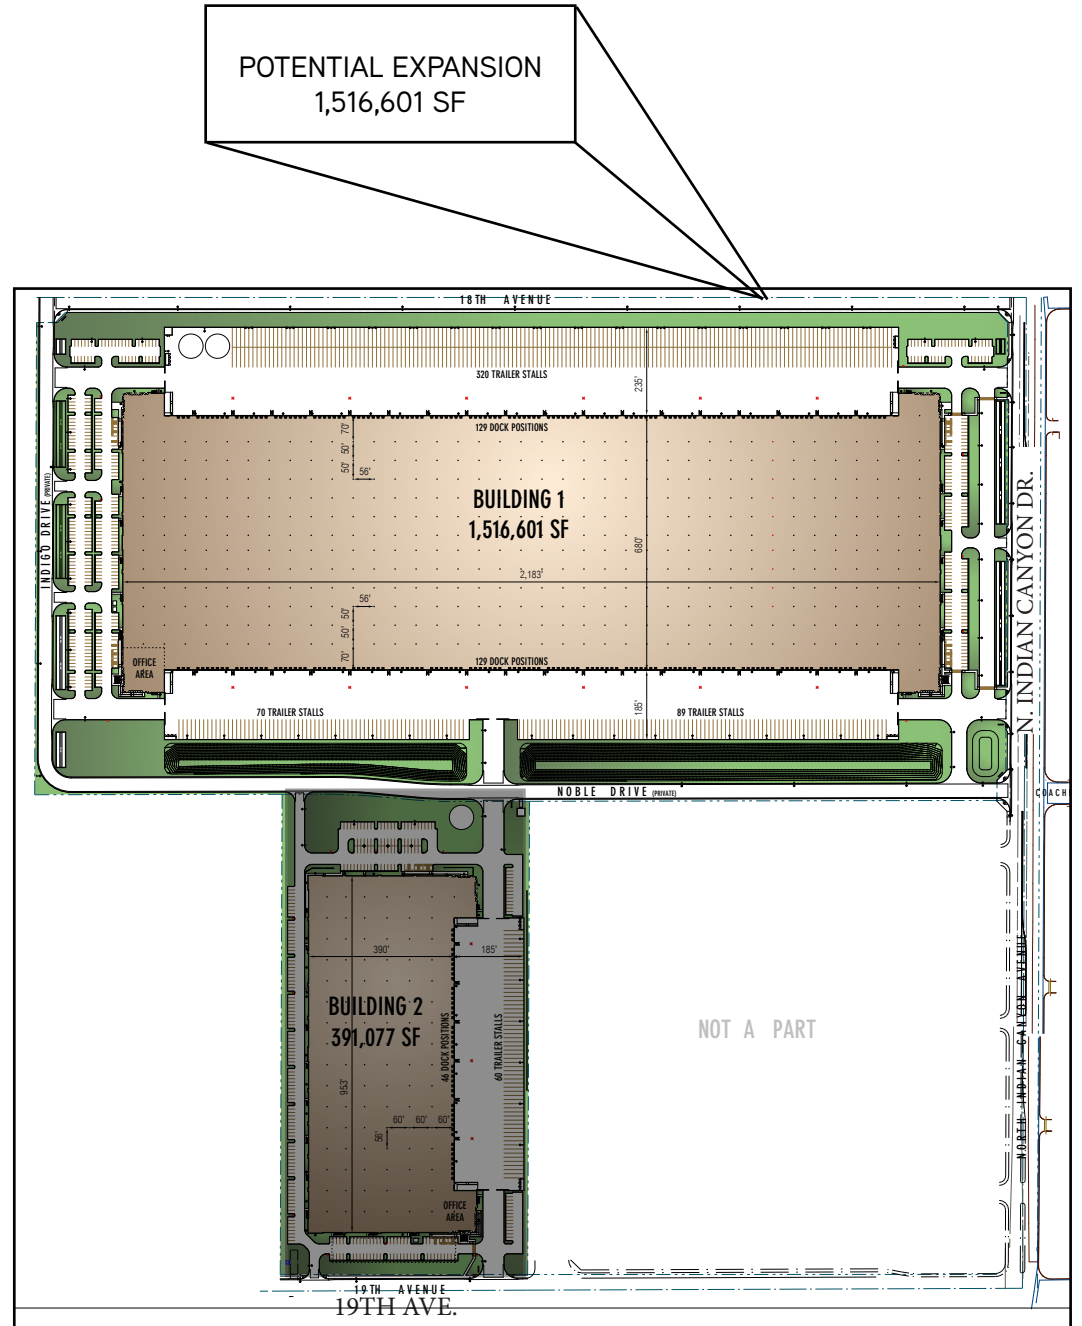 POTENTIAL EXPANSION
1,516,601 SF
18TH AVENUE
320 TRAILER STALLS
235'
129 DOCK POSITIONS
70'
50'
50'
56'
BUILDING 1
1,516,601 SF
680'
2,183'
56'
50'
50'
70'
129 DOCK POSITIONS
OFFICE
AREA
INDIGO DRIVE (PRIVATE)
N. INDIAN CANYON DR.
70 TRAILER STALLS
89 TRAILER STALLS
185'
NOBLE DRIVE (PRIVATE)
COACH
390'
185'
BUILDING 2
391,077 SF
46 DOCK POSITIONS
60 TRAILER STALLS
953'
60'
60'
60'
56'
OFFICE
AREA
NOT A PART
NORTH INDIAN CANYON AVENUE
19TH AVENUE
19TH AVE.